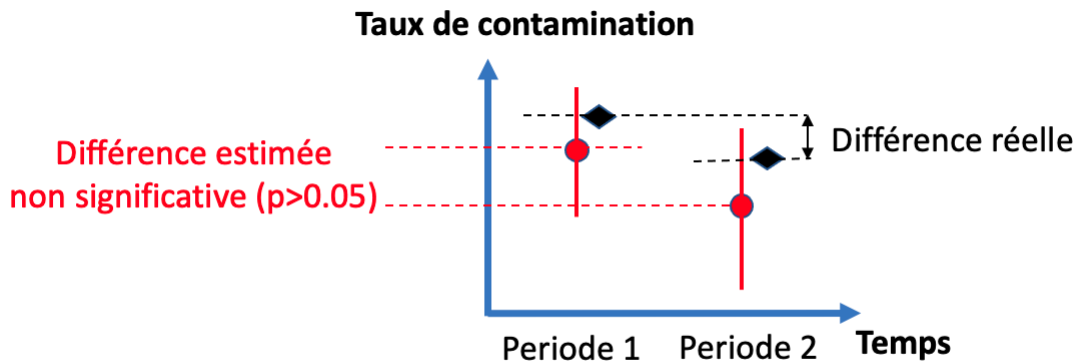 Taux de contamination
Différence estimée
non significative (p>0.05)
Différence réelle
Periode 1
Periode 2
Temps